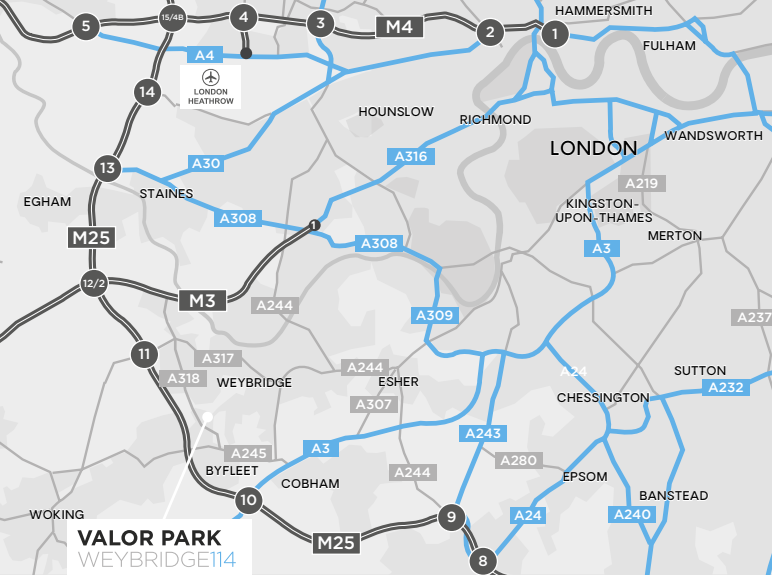 HAMMERSMITH
5
15/4B
4
3
M4
2
1
FULHAM
A4
LONDON
HEATHROW
14
HOUNSLOW
RICHMOND
WANDSWORTH
LONDON
A316
A30
13
A219
STAINES
EGHAM
KINGSTON-
UPON-THAMES
A308
1
M25
MERTON
A308
A3
12/2
M3
A244
A309
A237
11
A317
A244
A24
SUTTON
A318
WEYBRIDGE
ESHER
A232
CHESSINGTON
A307
A243
A3
A245
A280
BYFLEET
A244
EPSOM
COBHAM
10
BANSTEAD
WOKING
9
A24
A240
VALOR PARK
WEYBRIDGE114
M25
8